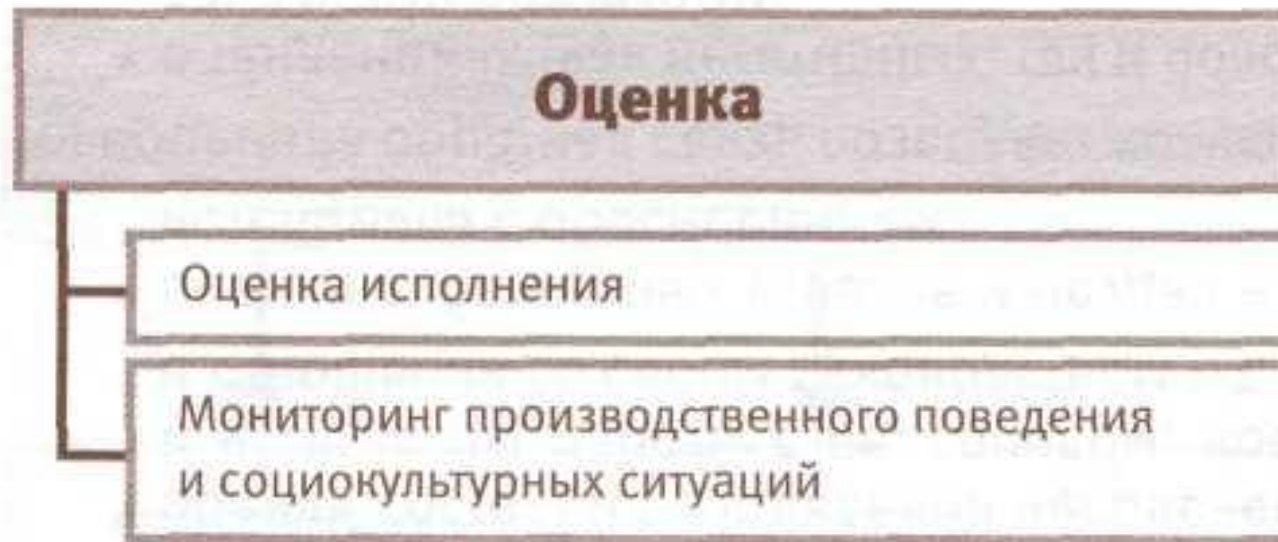 Оценка
Оценка исполнения
Мониторинг производственного поведения
и социокультурных ситуаций